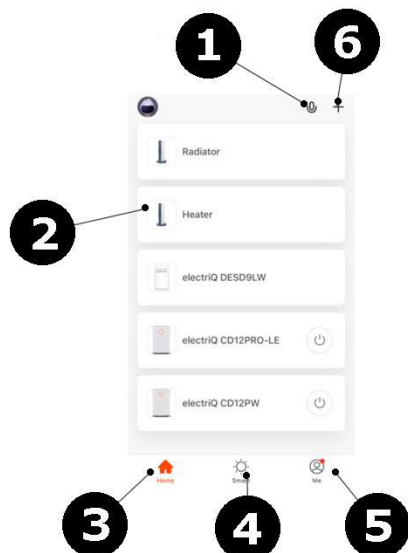 1
6
Radiator
2
Heater
electriQ DESD9LW
electriQ CD12PRO-LE
electriQ CD12PW
Home
Smart
Me
3
4
5